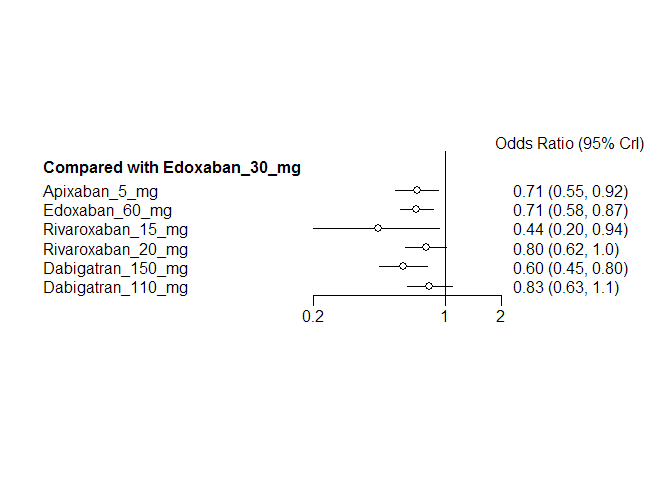 Odds Ratio (95% Crl)
Compared with Edoxaban_30_mg
Apixaban_5_mg 0.71 (0.55, 0.92)
Edoxaban_60_mg 0.71 (0.58, 0.87)
Rivaroxaban_15_mg 0.44 (0.20, 0.94)
Rivaroxaban_20_mg 0.80 (0.62, 1.0)
Dabigatran_150_mg 0.60 (0.45, 0.80)
Dabigatran_110_mg 0.83 (0.63, 1.1)
0.2 1 2